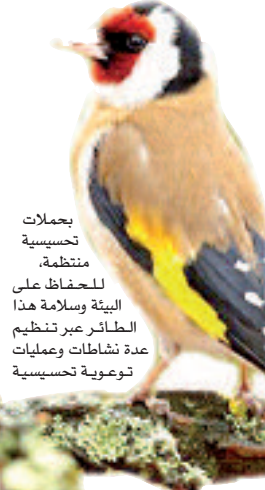 بحملات
تحسيسية
منتظمة،
للحفاظ على
البيئة وسلامة هذا
الطائر عبر تنظيم
عدة نشاطات وعمليات
توعوية تحسيسية